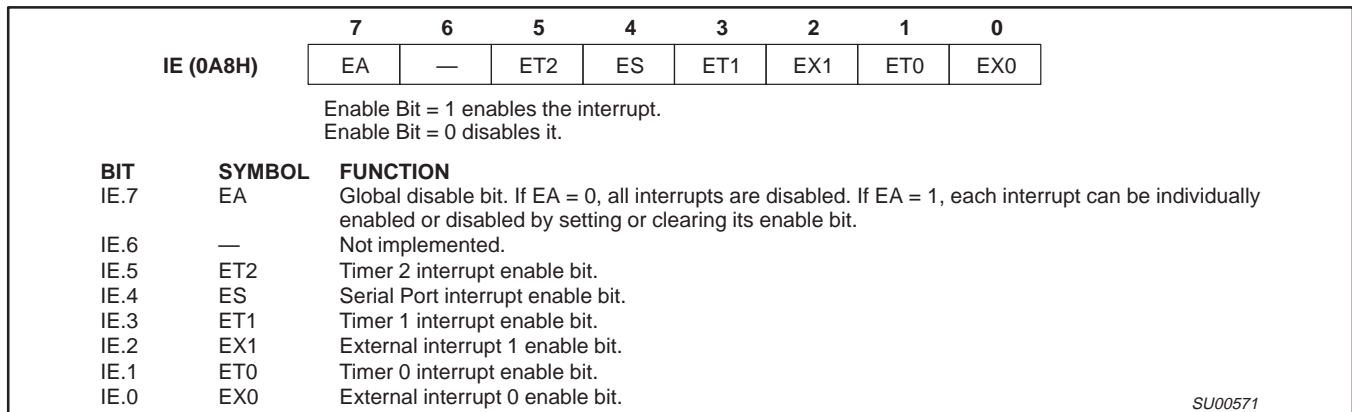 7 6 5 4 3 2 1 0
IE (0A8H) EA — ET2 ES ET1 EX1 ET0 EX0
Enable Bit = 1 enables the interrupt.
Enable Bit = 0 disables it.
BIT SYMBOL FUNCTION
IE.7 EA Global disable bit. If EA = 0, all interrupts are disabled. If EA = 1, each interrupt can be individually
enabled or disabled by setting or clearing its enable bit.
IE.6 — Not implemented.
IE.5 ET2 Timer 2 interrupt enable bit.
IE.4 ES Serial Port interrupt enable bit.
IE.3 ET1 Timer 1 interrupt enable bit.
IE.2 EX1 External interrupt 1 enable bit.
IE.1 ET0 Timer 0 interrupt enable bit.
IE.0 EX0 External interrupt 0 enable bit.
SU00571